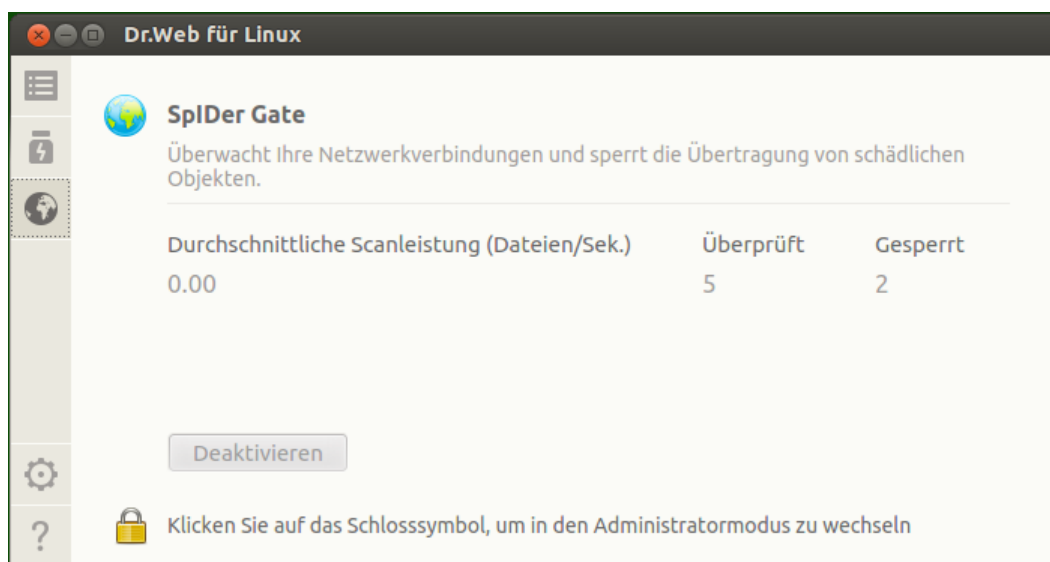 Dr.Web für Linux
SpIDer Gate
Überwacht Ihre Netzwerkverbindungen und sperrt die Übertragung von schädlichen
Objekten.
Durchschnittliche Scanleistung (Dateien/Sek.) Überprüft Gesperrt
0.00 5 2
Deaktivieren
Klicken Sie auf das Schlosssymbol, um in den Administratormodus zu wechseln
?